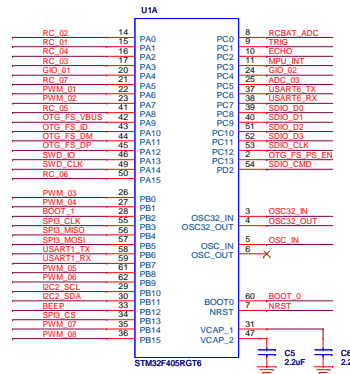 U1A
RC_02 14 PA0 PC0 8 RCBAT_ADC
RC_01 15 PA1 PC1 9 TRIG
RC_04 16 PA2 PC2 10 ECHO
RC_03 17 PA3 PC3 11 MPU_INT
GIO_01 20 PA4 PC4 24 GIO_02
RC_07 21 PA5 PC5 25 ADC_03
PWM_01 22 PA6 PC6 37 USART6_TX
PWM_02 23 PA7 PC7 38 USART6_RX
RC_05 41 PA8 PC8 39 SDIO_D0
OTG_FS_VBUS 42 PA9 PC9 40 SDIO_D1
OTG_FS_ID 43 PA10 PC10 51 SDIO_D2
OTG_FS_DM 44 PA11 PC11 52 SDIO_D3
OTG_FS_DP 45 PA12 PC12 53 SDIO_CLK
SWD_IO 46 PA13 PC13 2 OTG_FS_PS_EN
SWD_CLK 49 PA14 PD2 54 SDIO_CMD
RC_06 50 PA15
PWM_03 26 PB0
PWM_04 27 PB1 OSC32_IN 3 OSC32_IN
BOOT_1 28 PB2 OSC32_OUT 4 OSC32_OUT
SPI3_CLK 55 PB3
SPI3_MISO 56 PB4 OSC_IN 5 OSC_IN
SPI3_MOSI 57 PB5 OSC_OUT 6
USART1_TX 58 PB6
USART1_RX 59 PB7
PWM_05 61 PB8
PWM_06 62 PB9
I2C2_SCL 29 PB10
I2C2_SDA 30 PB11 BOOT0 60 BOOT_0
BEEP 33 PB12 NRST 7 NRST
SPI3_CS 34 PB13
PWM_07 35 PB14 VCAP_1 31
PWM_08 36 PB15 VCAP_2 47
STM32F405RGT6
C5
2.2uF
C6
2.2